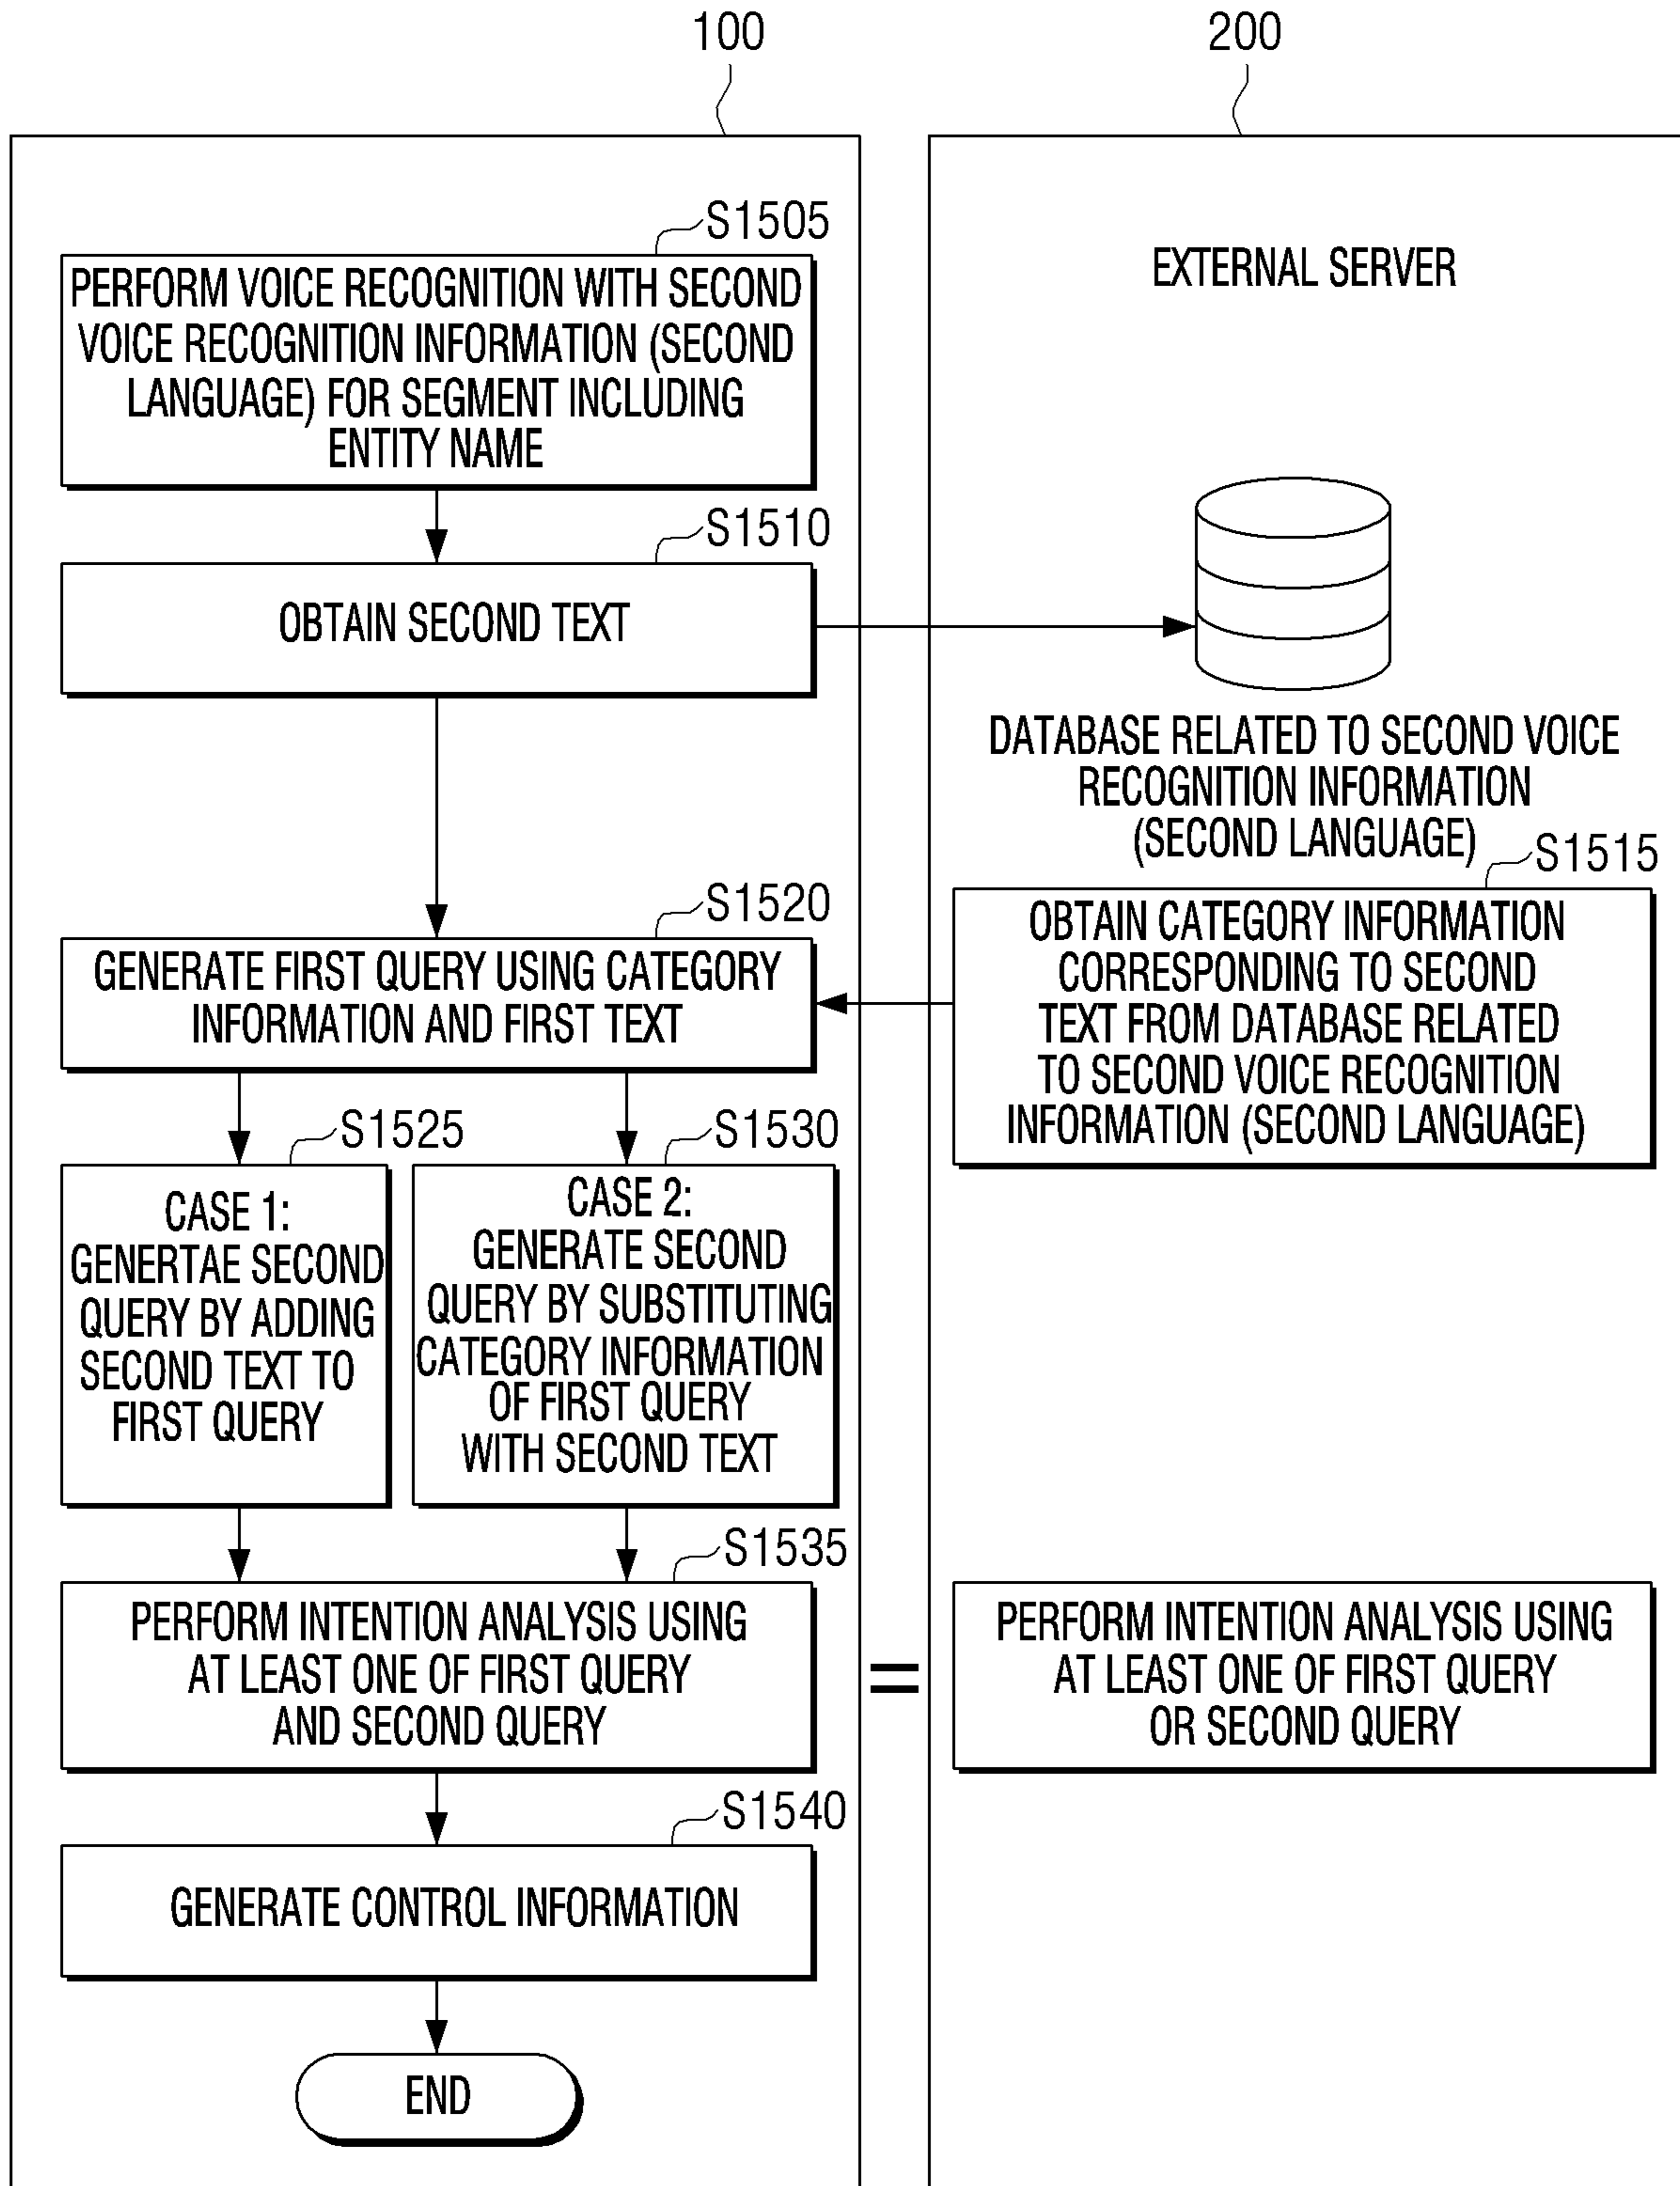 100
200
S1505
PERFORM VOICE RECOGNITION WITH SECOND
VOICE RECOGNITION INFORMATION (SECOND
LANGUAGE) FOR SEGMENT INCLUDING
ENTITY NAME
EXTERNAL SERVER
S1510
OBTAIN SECOND TEXT
DATABASE RELATED TO SECOND VOICE
RECOGNITION INFORMATION
(SECOND LANGUAGE)
S1515
OBTAIN CATEGORY INFORMATION
CORRESPONDING TO SECOND
TEXT FROM DATABASE RELATED
TO SECOND VOICE RECOGNITION
INFORMATION (SECOND LANGUAGE)
S1520
GENERATE FIRST QUERY USING CATEGORY
INFORMATION AND FIRST TEXT
S1525
CASE 1:
GENERTAE SECOND
QUERY BY ADDING
SECOND TEXT TO
FIRST QUERY
S1530
CASE 2:
GENERATE SECOND
QUERY BY SUBSTITUTING
CATEGORY INFORMATION
OF FIRST QUERY
WITH SECOND TEXT
S1535
PERFORM INTENTION ANALYSIS USING
AT LEAST ONE OF FIRST QUERY
AND SECOND QUERY
=
PERFORM INTENTION ANALYSIS USING
AT LEAST ONE OF FIRST QUERY
OR SECOND QUERY
S1540
GENERATE CONTROL INFORMATION
END